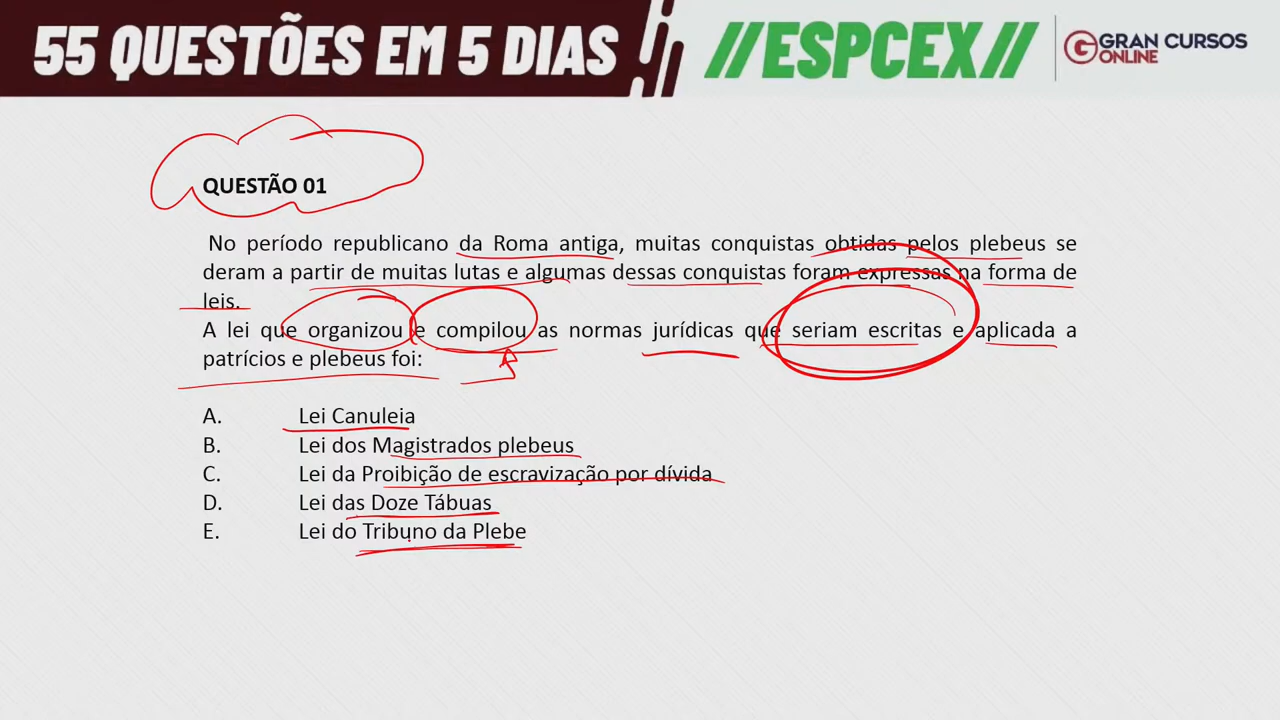 55 QUESTÕES EM 5 DIAS //ESPCEX// GRAN CURSOS
ONLINE
QUESTÃO 01
No período republicano da Roma antiga, muitas conquistas obtidas pelos plebeus se
deram a partir de muitas lutas e algumas dessas conquistas foram expressas na forma de
leis.
A lei que organizou e compilou as normas jurídicas que seriam escritas e aplicada a
patrícios e plebeus foi:
A. Lei Canuleia
B. Lei dos Magistrados plebeus
C. Lei da Proibição de escravização por dívida
D. Lei das Doze Tábuas
E. Lei do Tribuno da Plebe